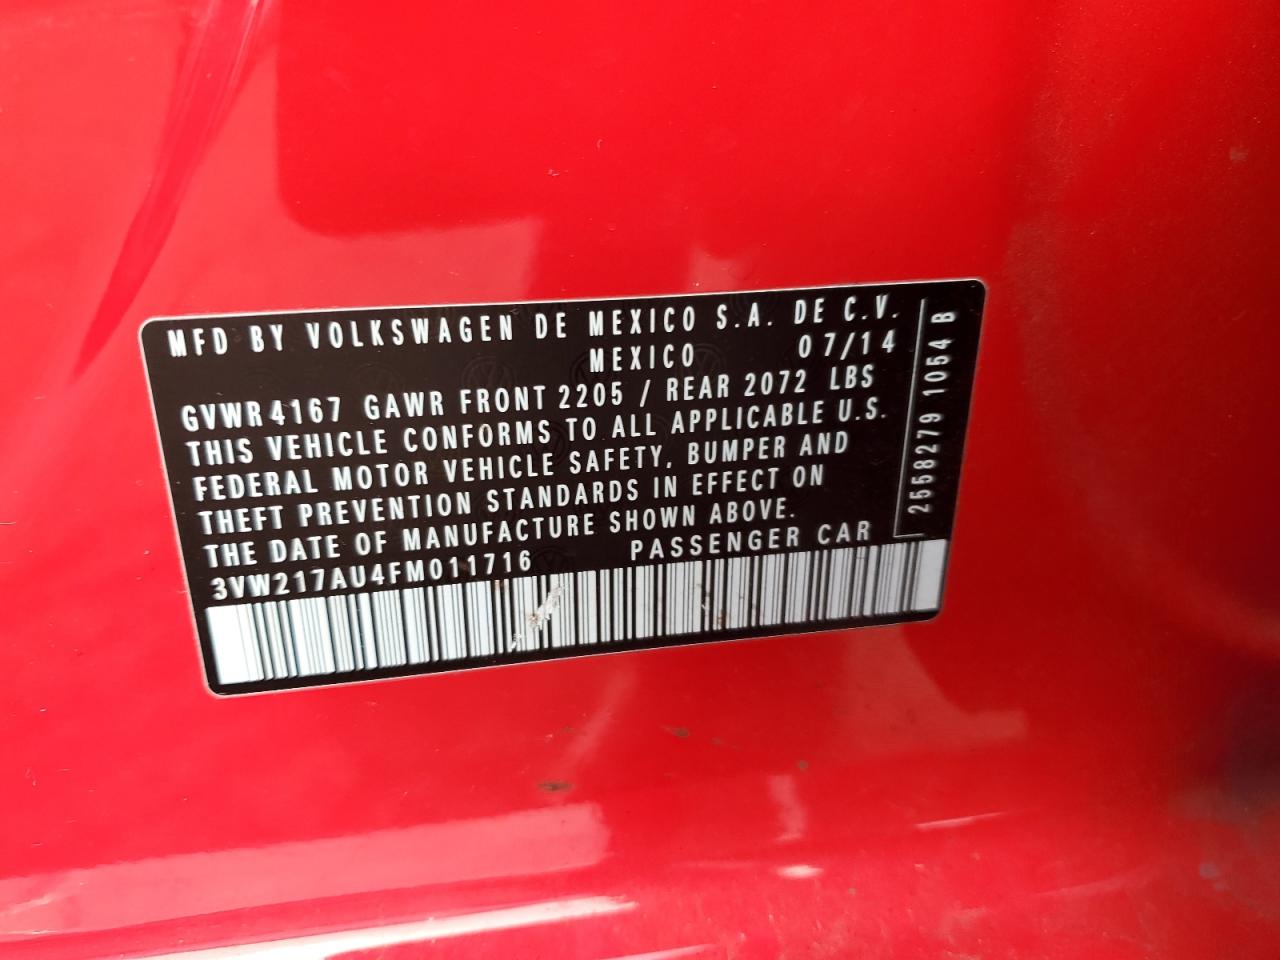 MFD BY VOLKSWAGEN DE MEXICO S.A. DE C.V.
MEXICO 07/14
GVWR 4167 GAWR FRONT 2205 / REAR 2072 LBS
THIS VEHICLE CONFORMS TO ALL APPLICABLE U.S.
FEDERAL MOTOR VEHICLE SAFETY, BUMPER AND
THEFT PREVENTION STANDARDS IN EFFECT ON
THE DATE OF MANUFACTURE SHOWN ABOVE.
3VW217AU4FM011716 PASSENGER CAR
2558279 1054 B